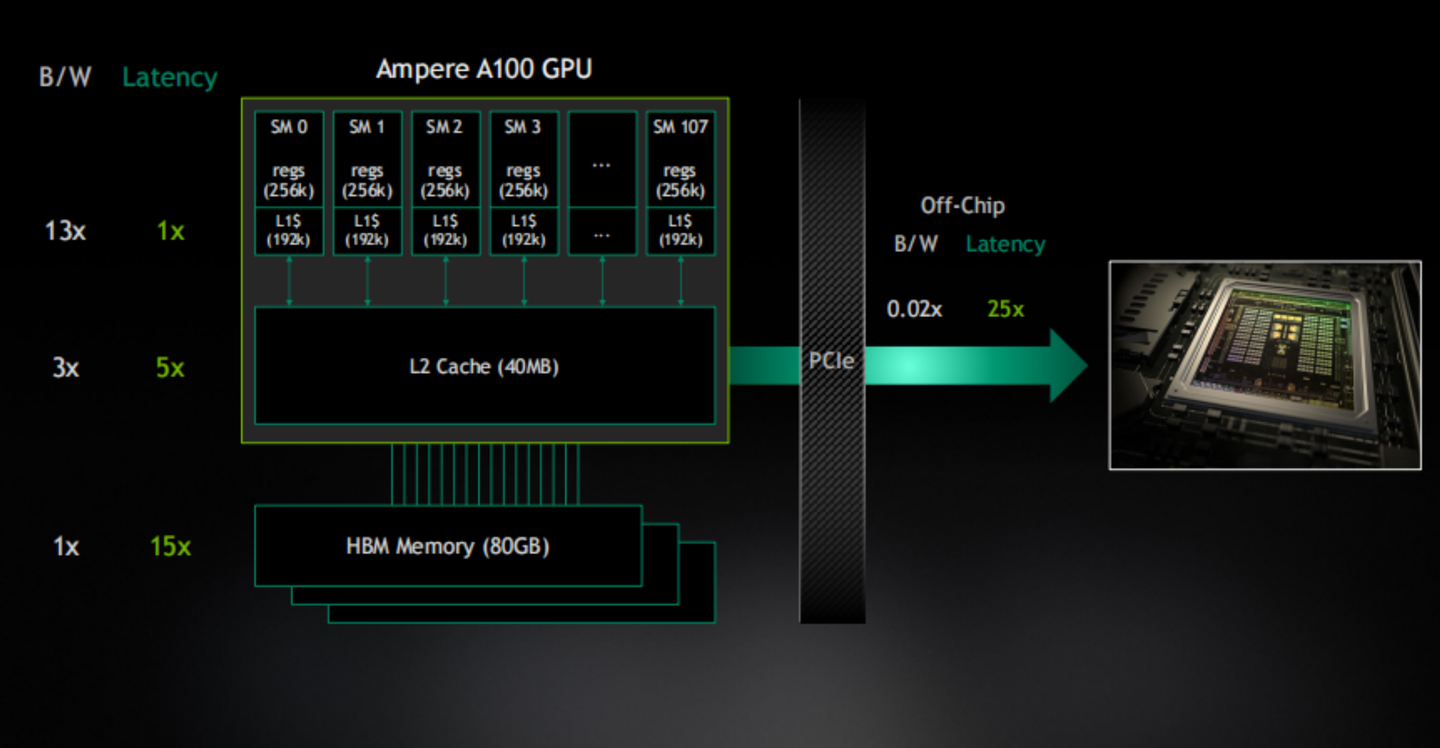 B/W Latency
Ampere A100 GPU
SM 0 SM 1 SM 2 SM 3 ... SM 107
regs regs regs regs regs
(256k) (256k) (256k) (256k) (256k)
13x 1x
L1$ L1$ L1$ L1$ ... L1$
(192k) (192k) (192k) (192k) (192k)
3x 5x
L2 Cache (40MB)
1x 15x
HBM Memory (80GB)
PCIe
Off-Chip
B/W Latency
0.02x 25x